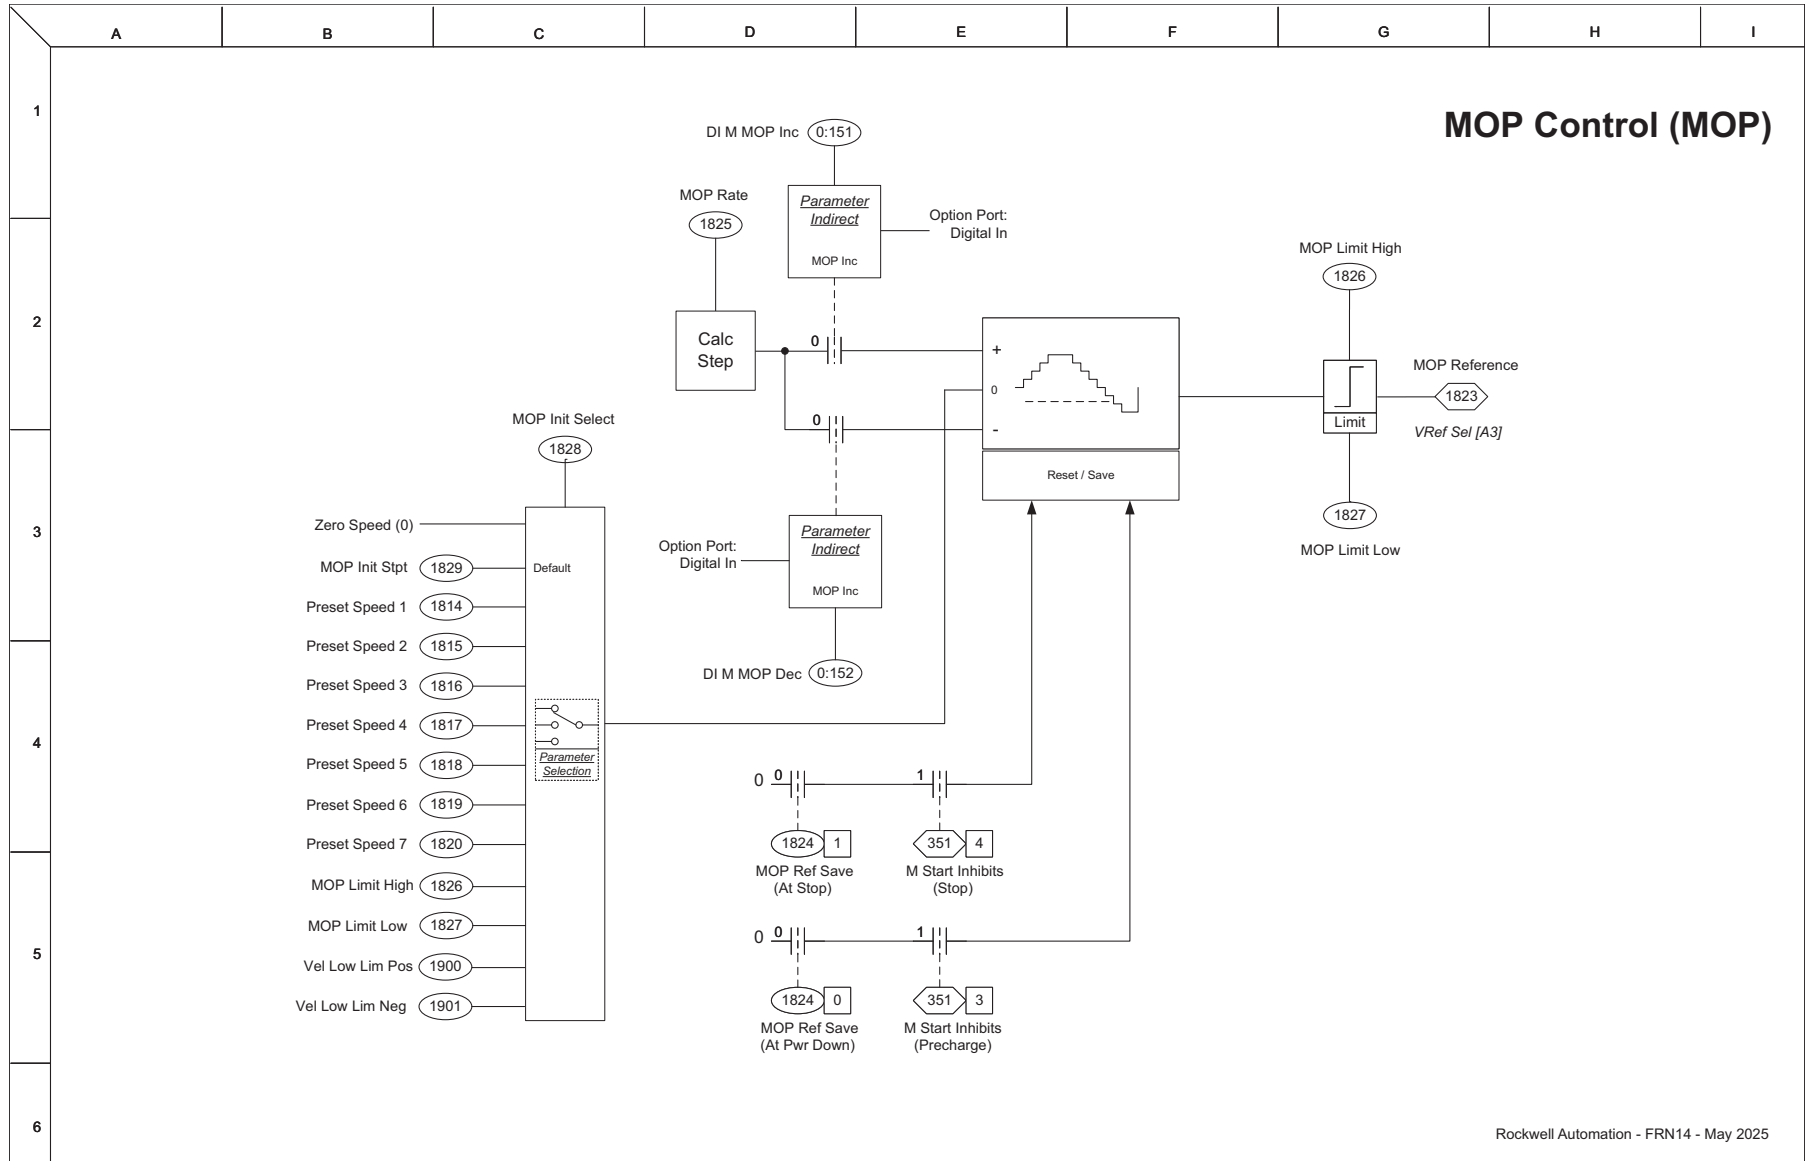 A B C D E F G H I
1
MOP Control (MOP)
DI M MOP Inc 0:151
MOP Rate
1825
Parameter
Indirect
MOP Inc
Option Port:
Digital In
MOP Limit High
1826
2
Calc
Step
0
+
0
-
Reset / Save
0
Limit
MOP Reference
1823
VRef Sel [A3]
1827
MOP Limit Low
MOP Init Select
1828
3
Zero Speed (0)
MOP Init Stpt 1829 Default
Preset Speed 1 1814
Preset Speed 2 1815
Preset Speed 3 1816
Preset Speed 4 1817
Preset Speed 5 1818
Preset Speed 6 1819
Preset Speed 7 1820
MOP Limit High 1826
MOP Limit Low 1827
Vel Low Lim Pos 1900
Vel Low Lim Neg 1901
Parameter
Selection
Option Port:
Digital In
Parameter
Indirect
MOP Inc
DI M MOP Dec 0:152
4
0 0 1
1824 1 351 4
MOP Ref Save M Start Inhibits
(At Stop) (Stop)
5
0 0 1
1824 0 351 3
MOP Ref Save M Start Inhibits
(At Pwr Down) (Precharge)
6
Rockwell Automation - FRN14 - May 2025